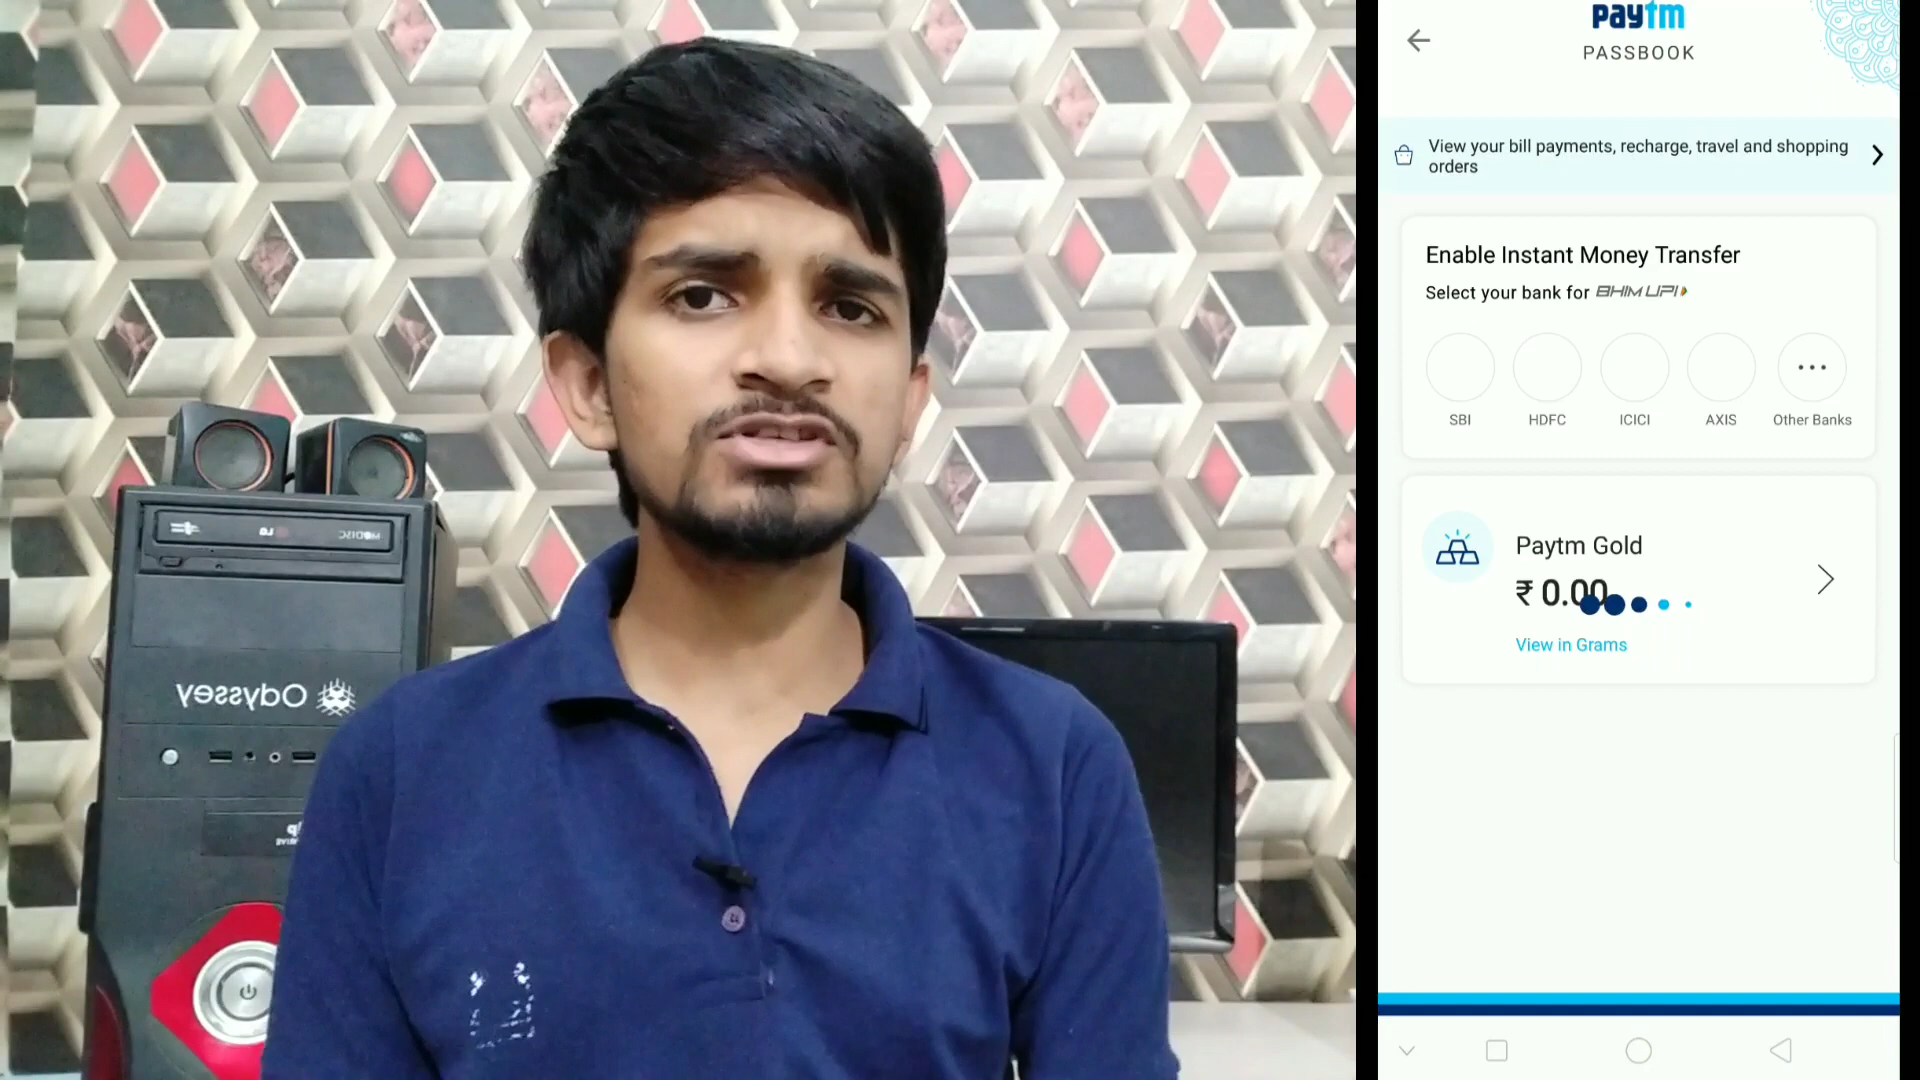 paytm
PASSBOOK
View your bill payments, recharge, travel and shopping
orders
Enable Instant Money Transfer
Select your bank for BHIM UPI
SBI
HDFC
ICICI
AXIS
Other Banks
Paytm Gold
₹ 0.00
View in Grams
LG
Odyssey